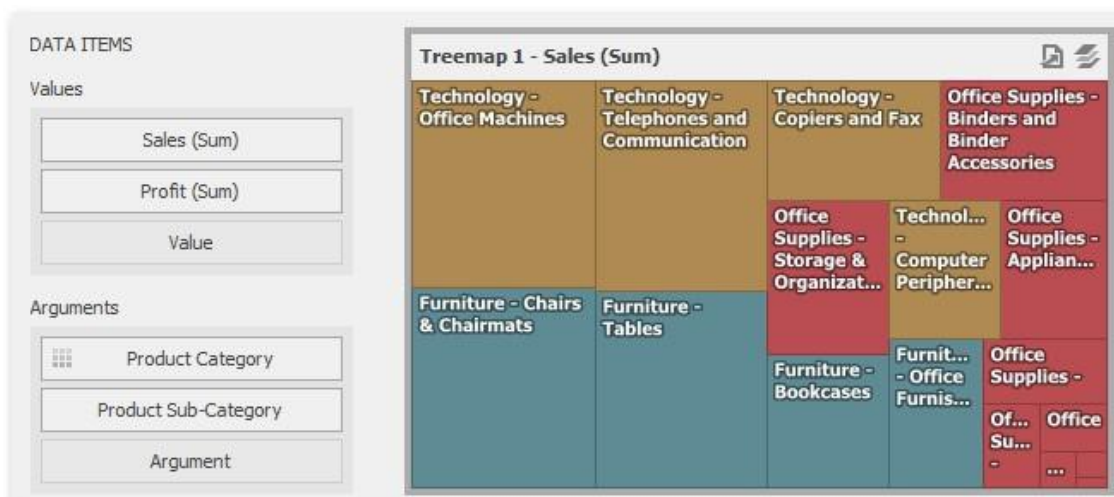 DATA ITEMS
Values
Sales (Sum)
Profit (Sum)
Value
Arguments
Product Category
Product Sub-Category
Argument
Treemap 1 - Sales (Sum)
Technology -
Office Machines
Technology -
Telephones and
Communication
Technology -
Copiers and Fax
Office Supplies -
Binders and
Binder
Accessories
Office
Supplies -
Storage &
Organizat...
Technol...
-
Computer
Peripher...
Office
Supplies -
Applian...
Furniture - Chairs
& Chairmats
Furniture -
Tables
Furniture -
Bookcases
Furnit...
- Office
Furnis...
Office
Supplies -
Of...
Su...
-
Office
...